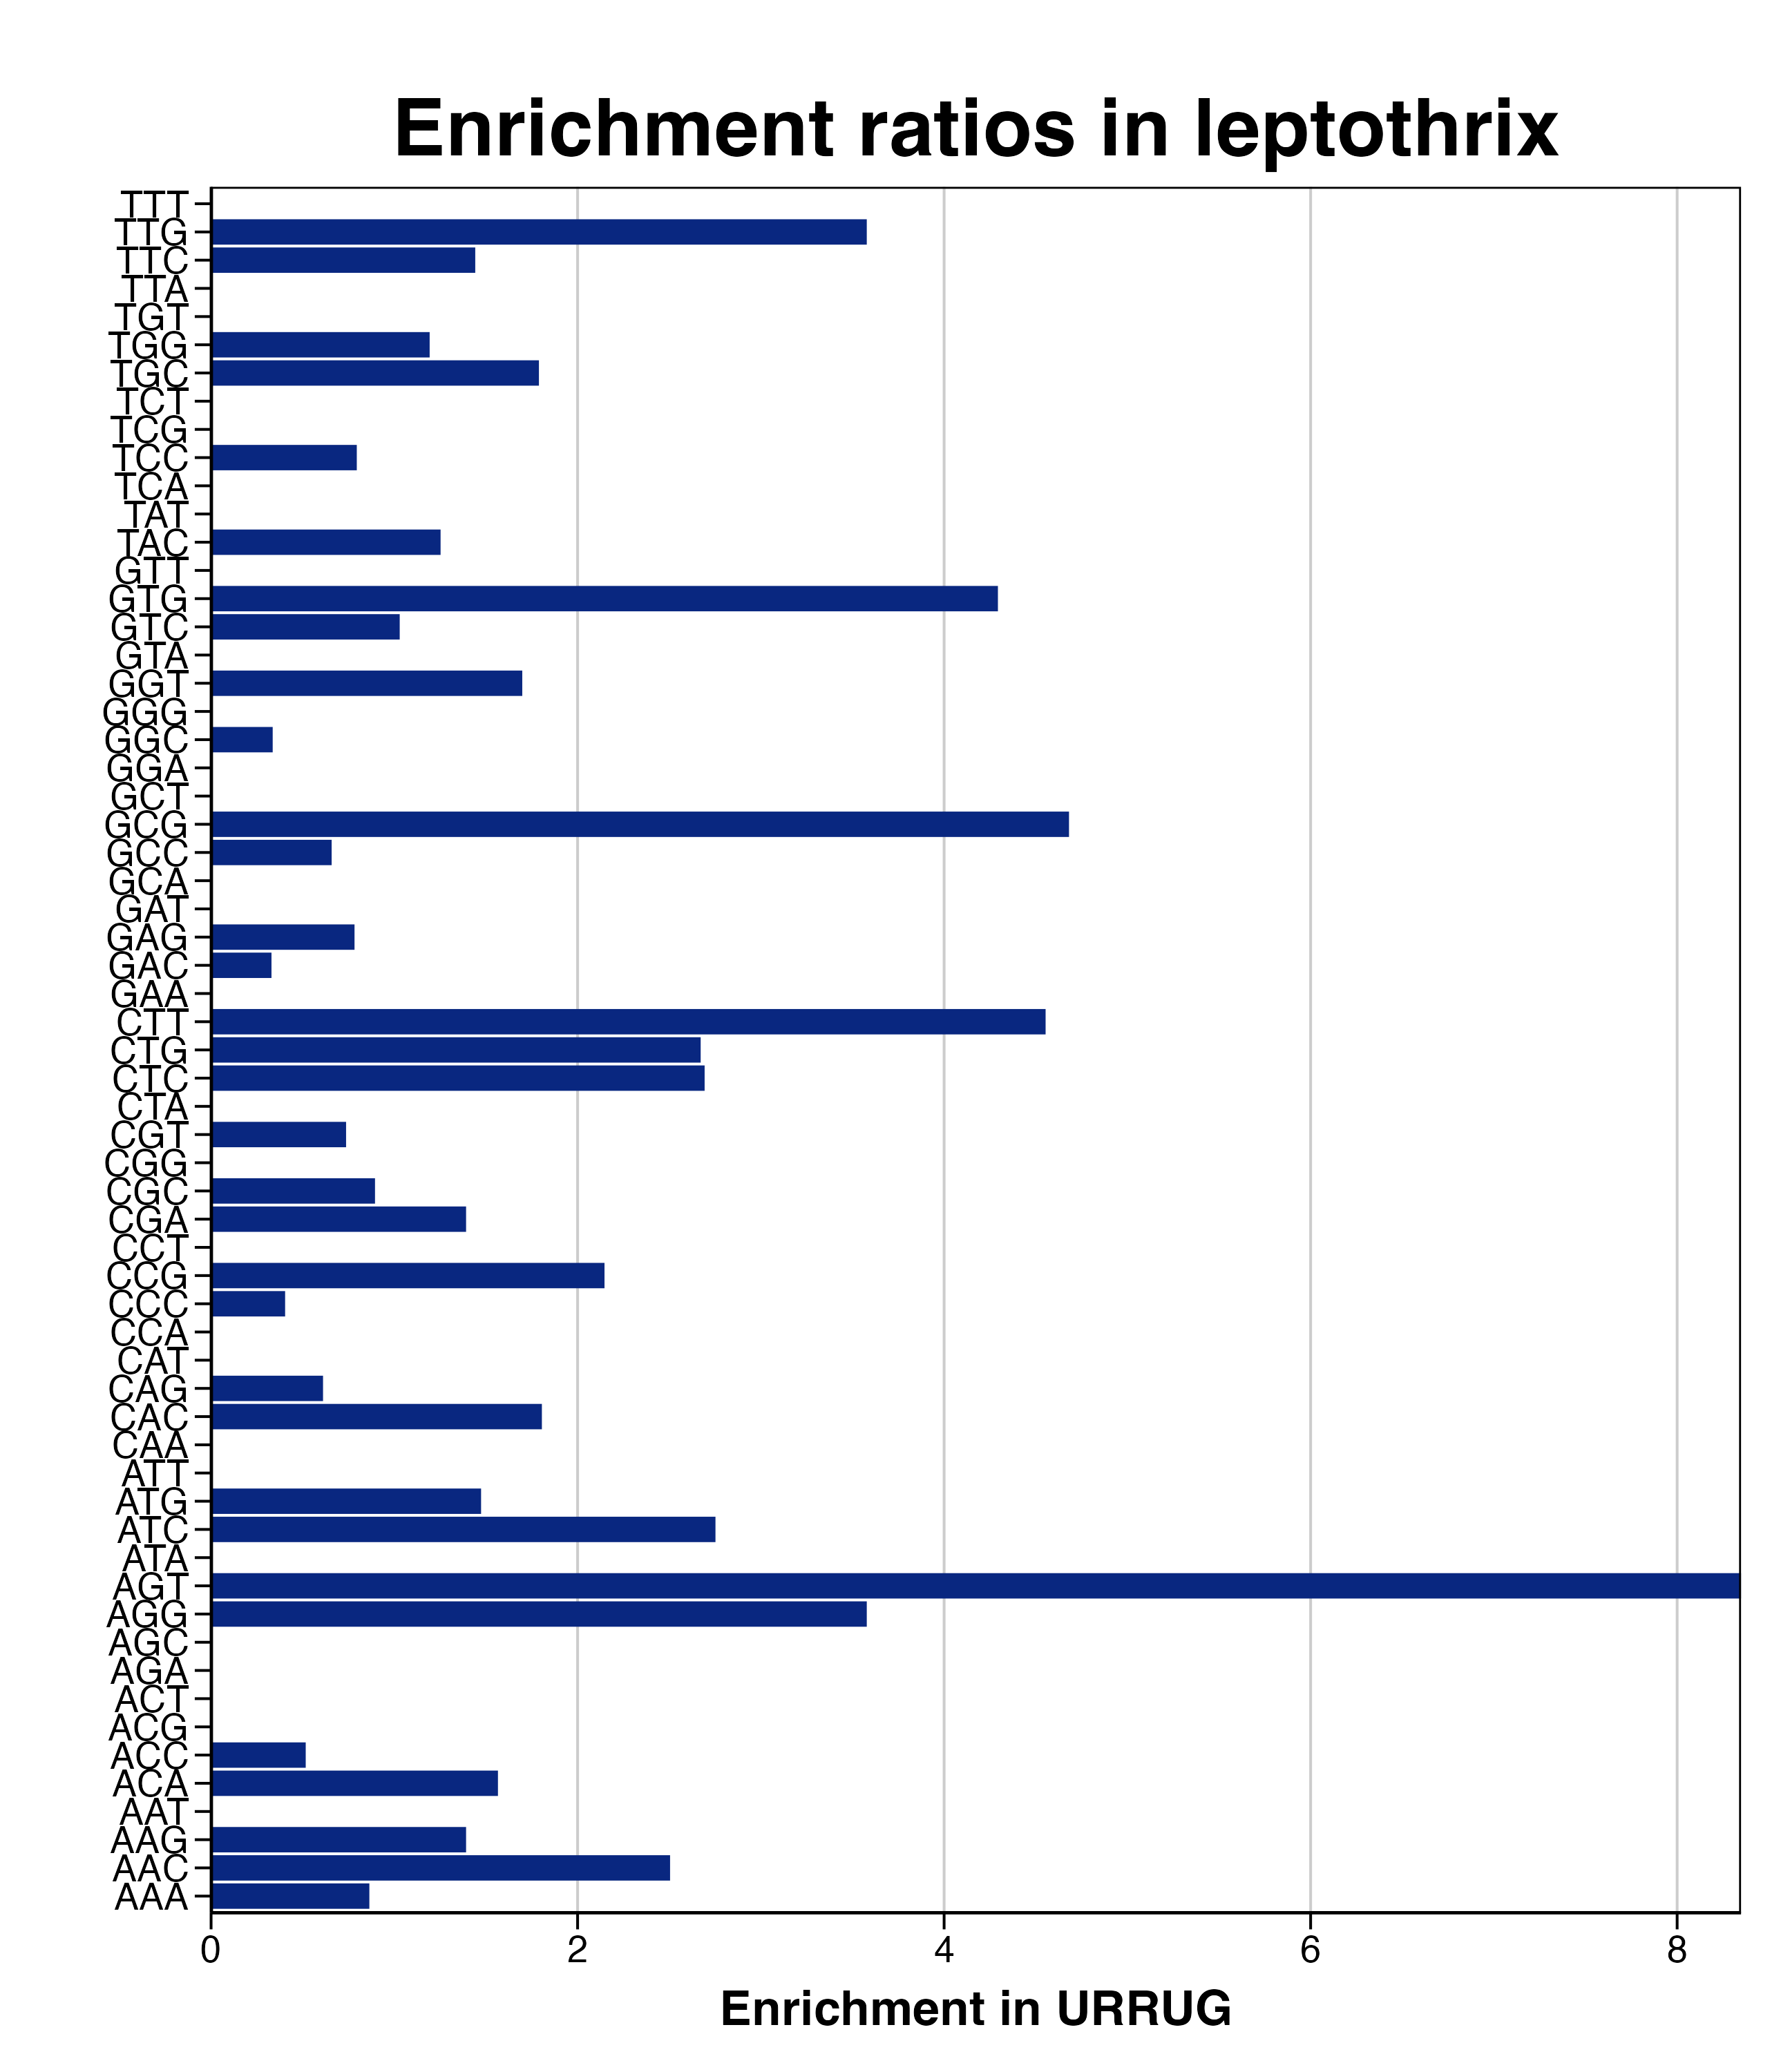 Enrichment ratios in leptothrix
TTT
TTG
TTC
TTA
TGT
TGG
TGC
TCT
TCG
TCC
TCA
TAT
TAC
GTT
GTG
GTC
GTA
GGT
GGG
GGC
GGA
GCT
GCG
GCC
GCA
GAT
GAG
GAC
GAA
CTT
CTG
CTC
CTA
CGT
CGG
CGC
CGA
CCT
CCG
CCC
CCA
CAT
CAG
CAC
CAA
ATT
ATG
ATC
ATA
AGT
AGG
AGC
AGA
ACT
ACG
ACC
ACA
AAT
AAG
AAC
AAA
0 2 4 6 8
Enrichment in URRUG